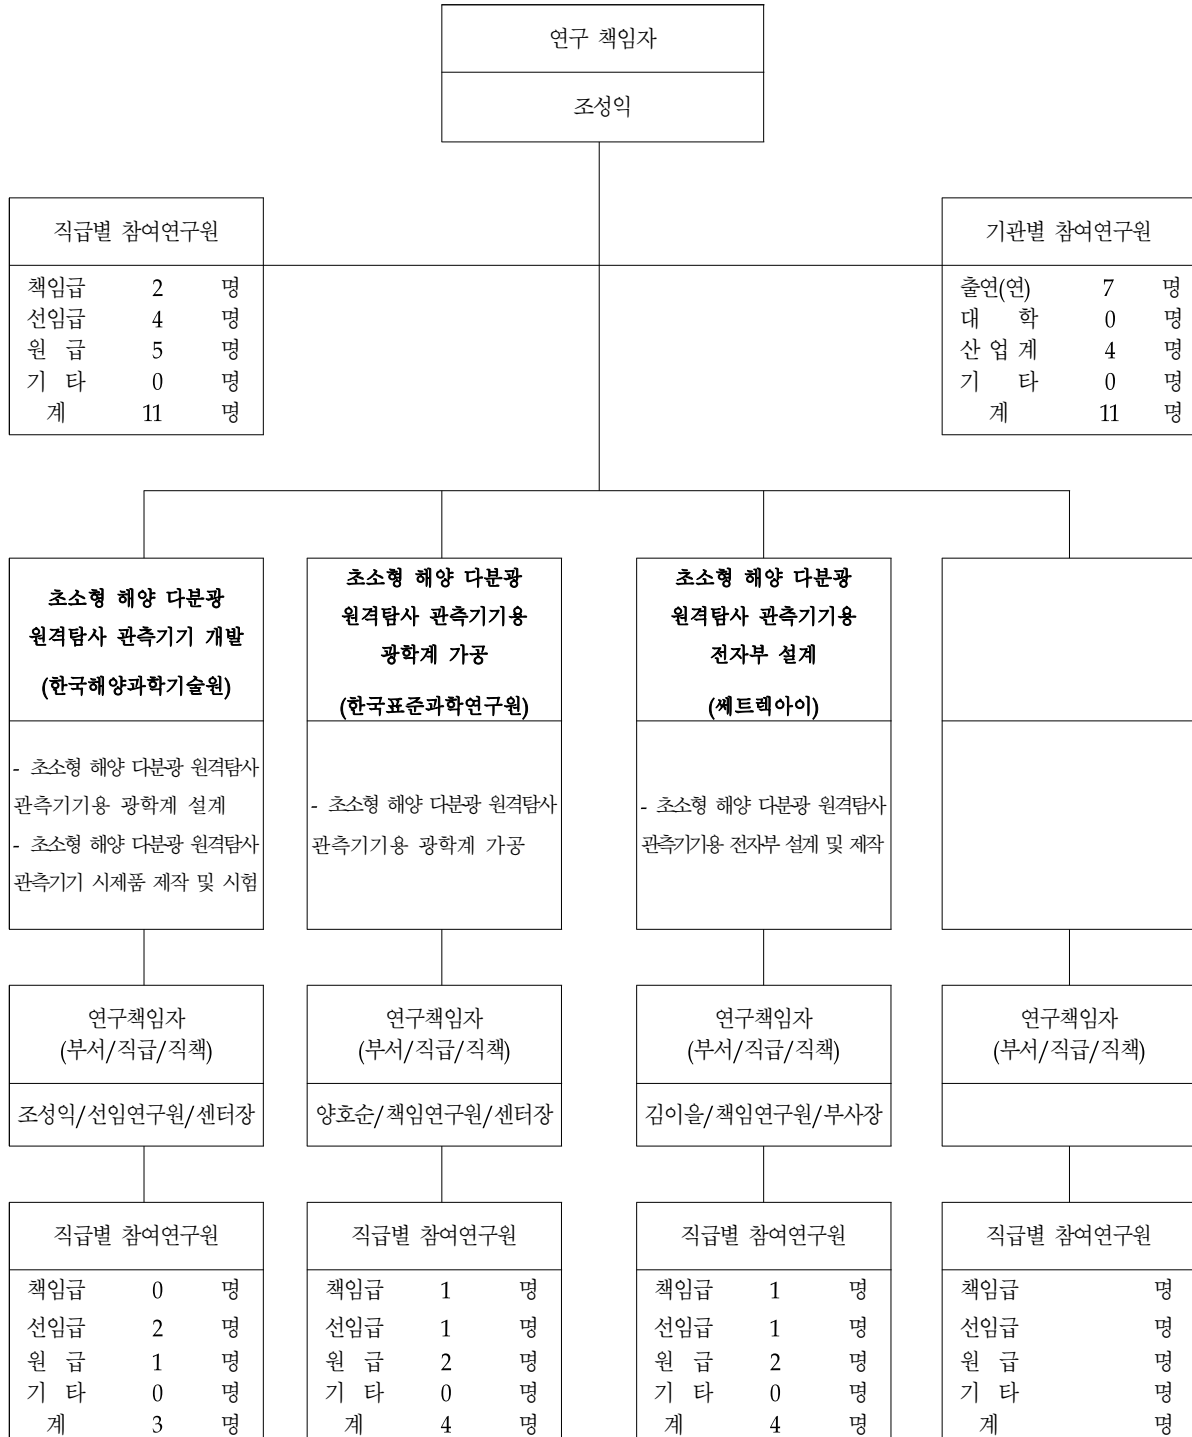 연구 책임자
조성익
직급별 참여연구원
책임급 2 명
선임급 4 명
원 급 5 명
기 타 0 명
계 11 명
기관별 참여연구원
출연(연) 7 명
대 학 0 명
산 업 계 4 명
기 타 0 명
계 11 명
초소형 해양 다분광
원격탐사 관측기기 개발
(한국해양과학기술원)
- 초소형 해양 다분광 원격탐사
관측기기용 광학계 설계
- 초소형 해양 다분광 원격탐사
관측기기 시제품 제작 및 시험
연구책임자
(부서/직급/직책)
조성익/선임연구원/센터장
직급별 참여연구원
책임급 0 명
선임급 2 명
원 급 1 명
기 타 0 명
계 3 명
초소형 해양 다분광
원격탐사 관측기기용
광학계 가공
(한국표준과학연구원)
- 초소형 해양 다분광 원격탐사
관측기기용 광학계 가공
연구책임자
(부서/직급/직책)
양호순/책임연구원/센터장
직급별 참여연구원
책임급 1 명
선임급 1 명
원 급 2 명
기 타 0 명
계 4 명
초소형 해양 다분광
원격탐사 관측기기용
전자부 설계
(쎄트렉아이)
- 초소형 해양 다분광 원격탐사
관측기기용 전자부 설계 및 제작
연구책임자
(부서/직급/직책)
김이을/책임연구원/부사장
직급별 참여연구원
책임급 1 명
선임급 1 명
원 급 2 명
기 타 0 명
계 4 명
연구책임자
(부서/직급/직책)
직급별 참여연구원
책임급 명
선임급 명
원 급 명
기 타 명
계 명